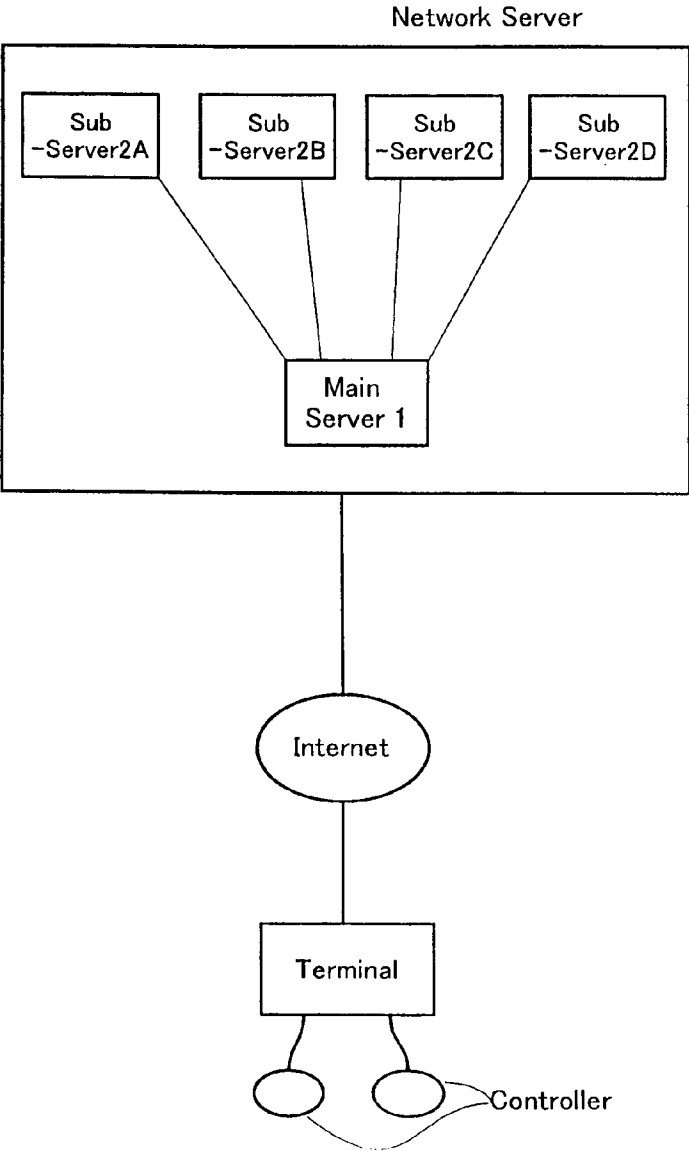 Network Server
Sub
-Server2A
Sub
-Server2B
Sub
-Server2C
Sub
-Server2D
Main
Server 1
Internet
Terminal
Controller